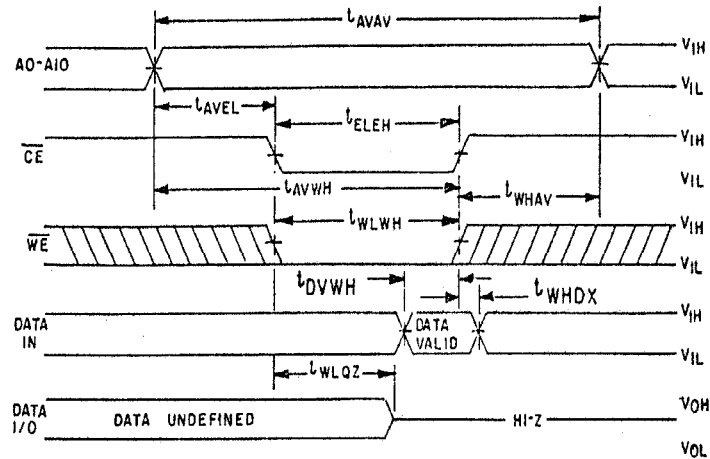 tAVAV
A0-A10
VIH
VIL
tAVEL
tELEH
CE
VIH
VIL
tAVWH
tWHAV
tWLWH
WE
VIH
VIL
tDVWH
tWHDX
DATA
IN
DATA
VALID
VIH
VIL
tWLQZ
DATA
I/O
DATA UNDEFINED
HI-Z
VOH
VOL